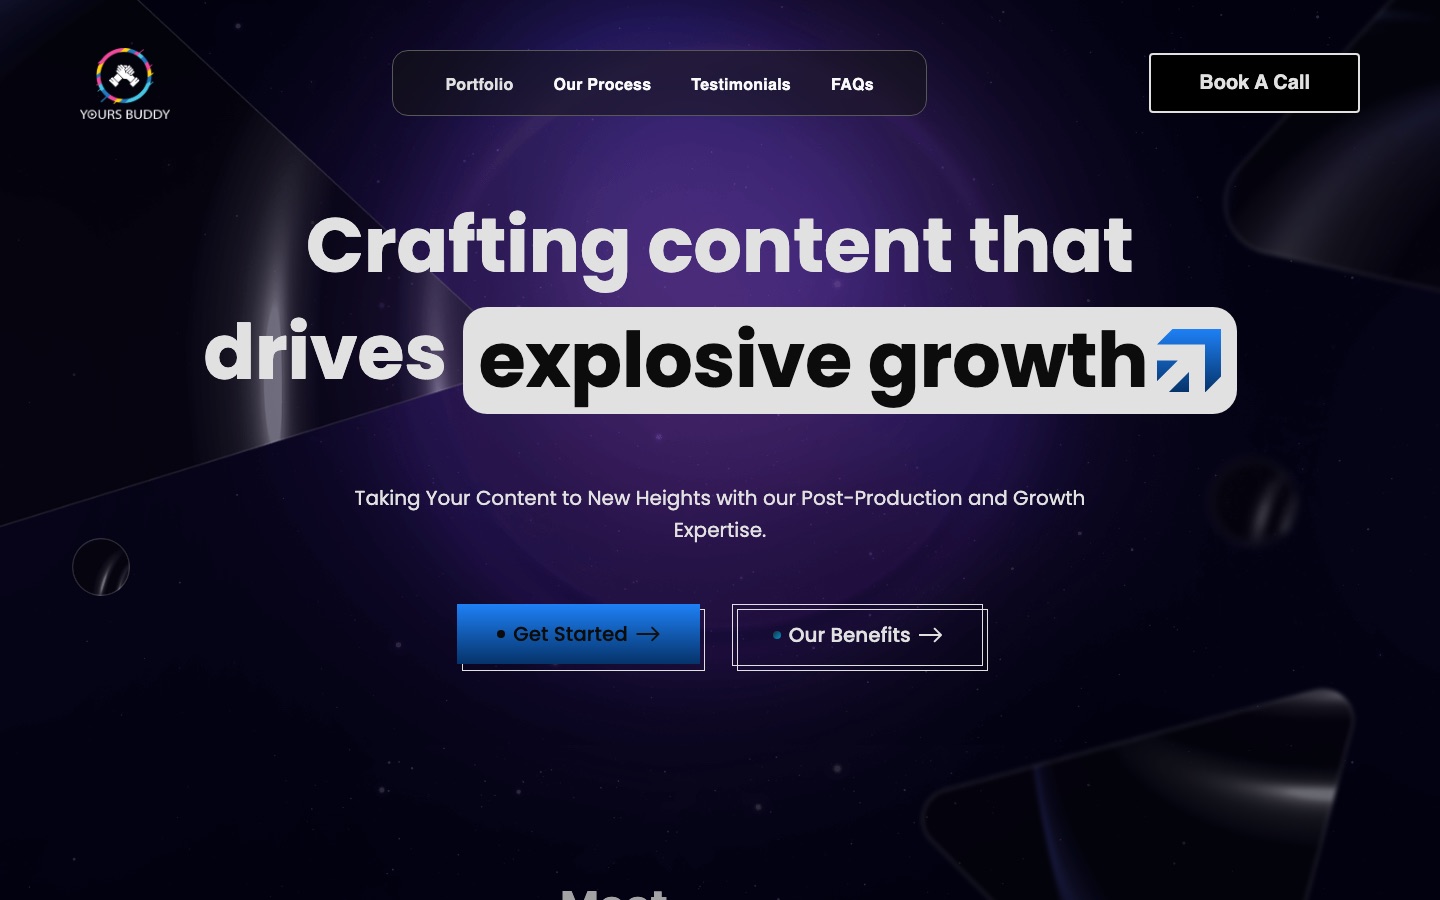 YOURS BUDDY
Portfolio
Our Process
Testimonials
FAQs
Book A Call
Crafting content that
drives explosive growth
Taking Your Content to New Heights with our Post-Production and Growth
Expertise.
Get Started
Our Benefits
Meet